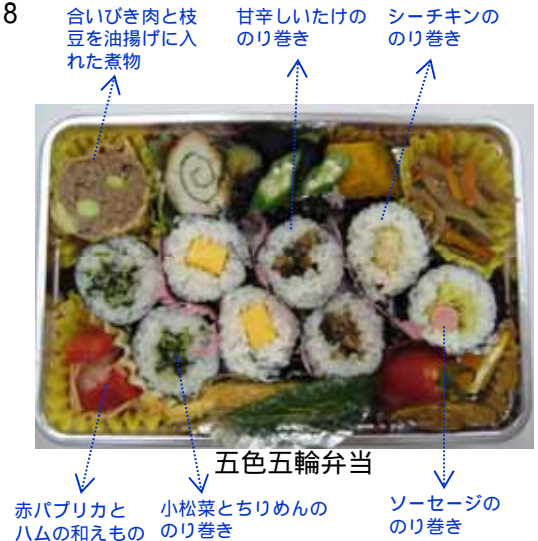 8
合いびき肉と枝
豆を油揚げに入
れた煮物
甘辛しいたけの
のり巻き
シーチキンの
のり巻き
五色五輪弁当
赤パプリカと
ハムの和えもの
小松菜とちりめんの
のり巻き
ソーセージの
のり巻き